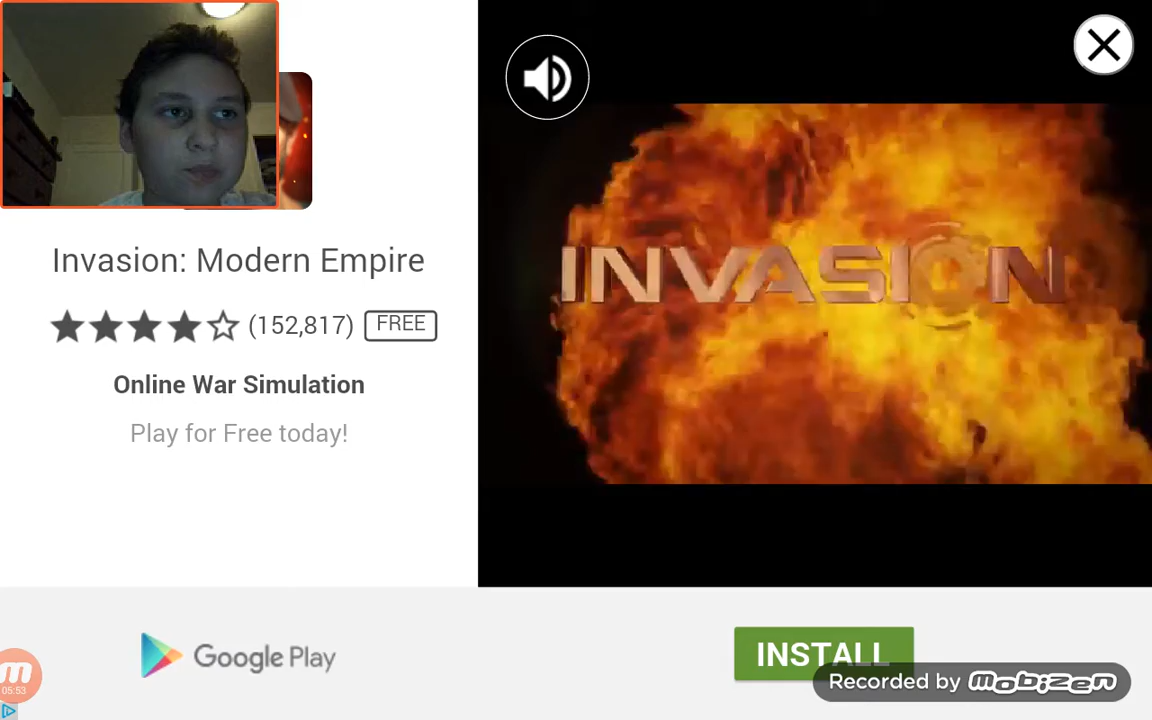 INVASION
Invasion: Modern Empire
(152,817) FREE
Online War Simulation
Play for Free today!
Google Play
INSTALL
Recorded by mobizen
05:53